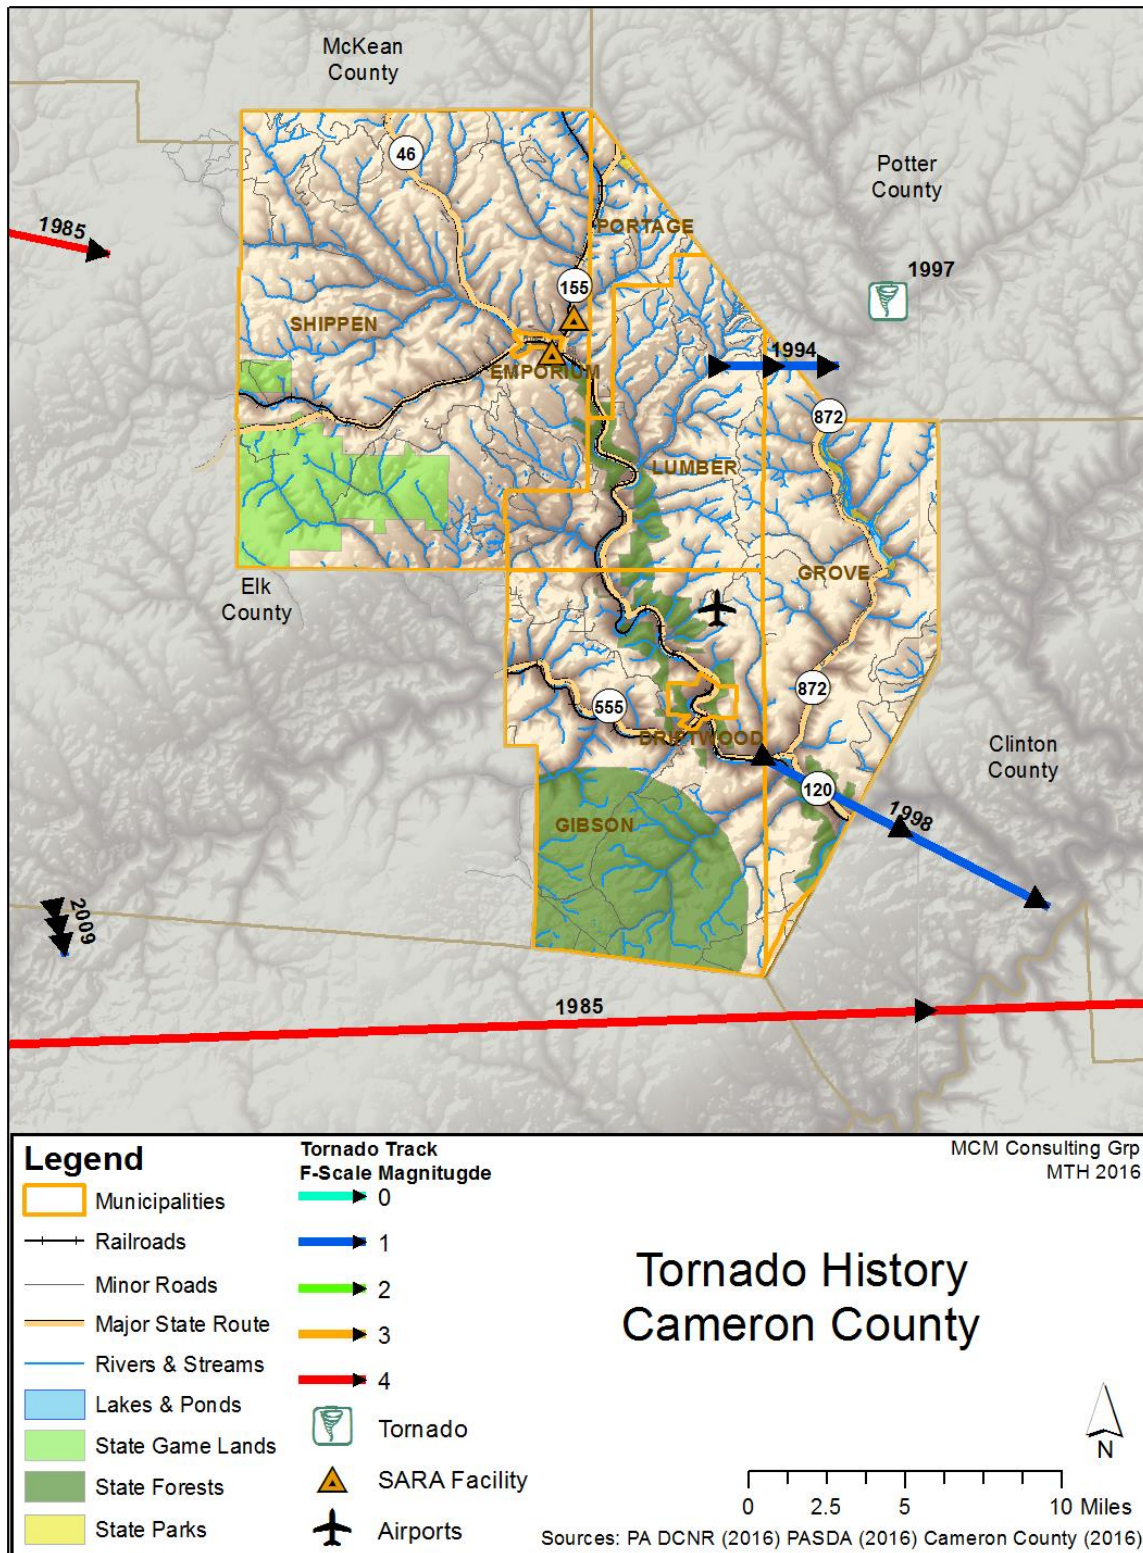 McKean
County
46
Potter
County
1985
PORTAGE
1997
155
SHIPPEN
1994
EMPORIUM
872
LUMBER
GROVE
Elk
County
872
555
DRIFTWOOD
Clinton
County
120
1998
GIBSON
2009
1985
Legend
Municipalities
Railroads
Minor Roads
Major State Route
Rivers & Streams
Lakes & Ponds
State Game Lands
State Forests
State Parks
Tornado Track
F-Scale Magnitugde
0
1
2
3
4
Tornado
SARA Facility
Airports
MCM Consulting Grp
MTH 2016
Tornado History
Cameron County
N
0 2.5 5 10 Miles
Sources: PA DCNR (2016) PASDA (2016) Cameron County (2016)